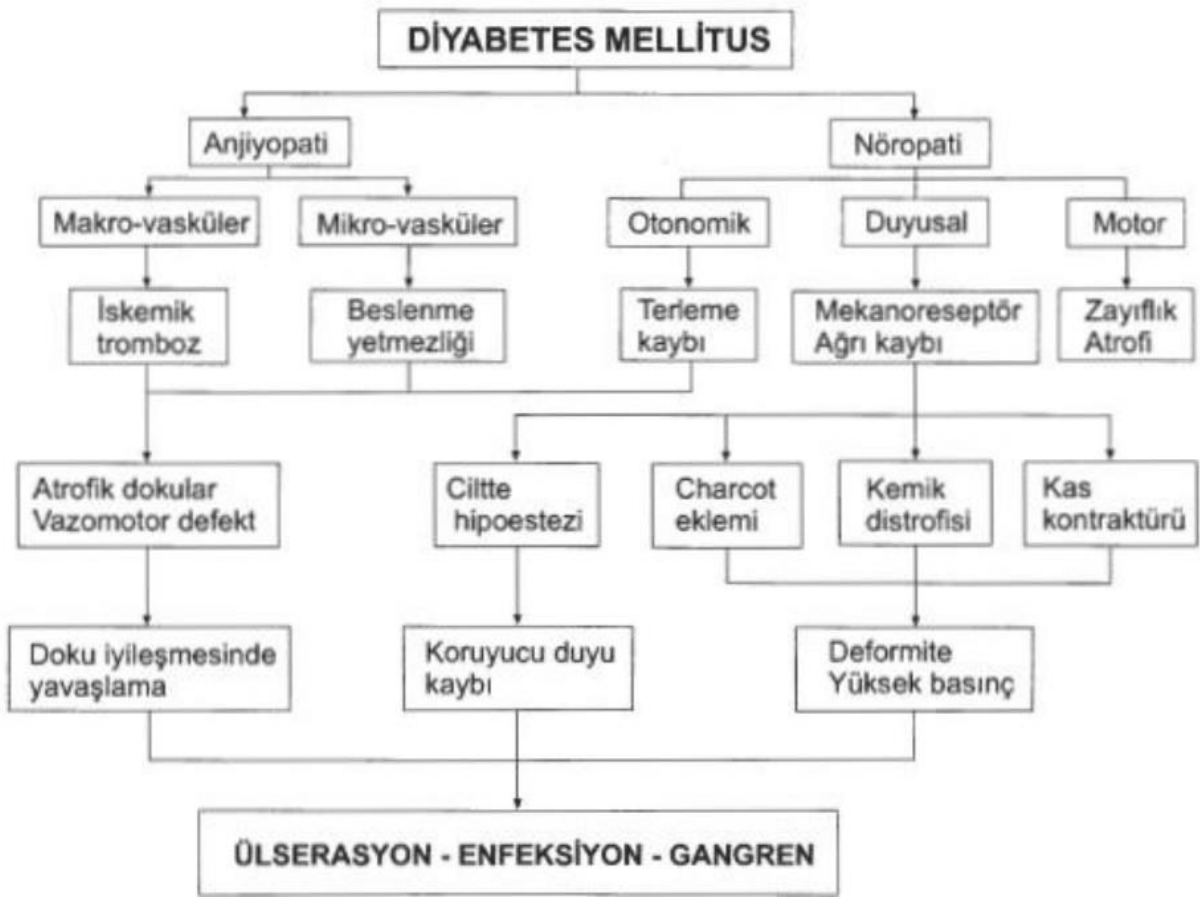 DİYABETES MELLİTUS
Anjiyopati
Nöropati
Makro-vasküler
Mikro-vasküler
Otonomik
Duyusal
Motor
İskemik
tromboz
Beslenme
yetmezliği
Terleme
kaybı
Mekanoreseptör
Ağrı kaybı
Zayıflık
Atrofi
Atrofik dokular
Vazomotor defekt
Ciltte
hipoestezi
Charcot
eklemi
Kemik
distrofisi
Kas
kontraktürü
Doku iyileşmesinde
yavaşlama
Koruyucu duyu
kaybı
Deformite
Yüksek basınç
ÜLSERASYON - ENFEKSİYON - GANGREN